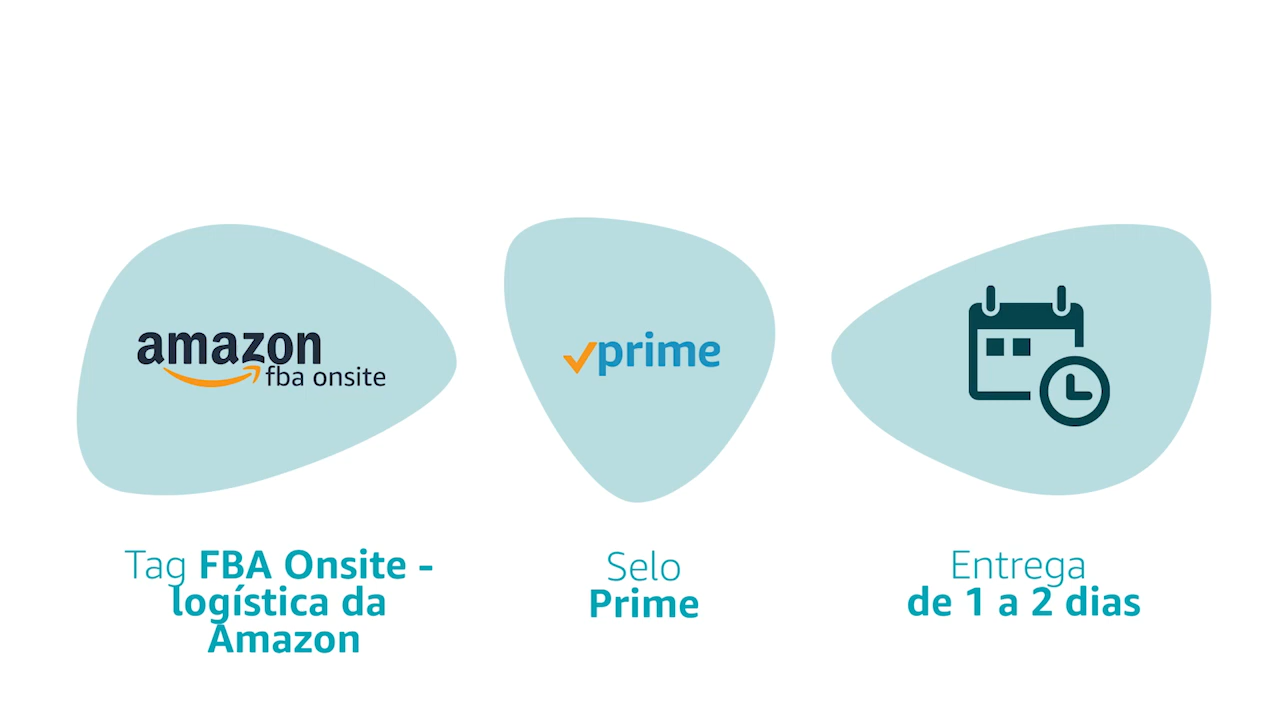 amazon
fba onsite
prime
Tag FBA Onsite -
logística da
Amazon
Selo
Prime
Entrega
de 1 a 2 dias